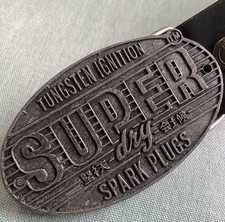 TUNGSTEN IGNITION
SUPER
dry
SPARK PLUGS